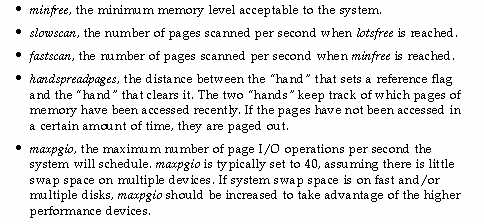 • minfree, the minimum memory level acceptable to the system.
• slowscan, the number of pages scanned per second when lotsfree is reached.
• fastscan, the number of pages scanned per second when minfree is reached.
• handspreadpages, the distance between the “hand” that sets a reference flag
and the “hand” that clears it. The two “hands” keep track of which pages of
memory have been accessed recently. If the pages have not been accessed in
a certain amount of time, they are paged out.
• maxpgio, the maximum number of page I/O operations per second the
system will schedule. maxpgio is typically set to 40, assuming there is little
swap space on multiple devices. If system swap space is on fast and/or
multiple disks, maxpgio should be increased to take advantage of the higher
performance devices.